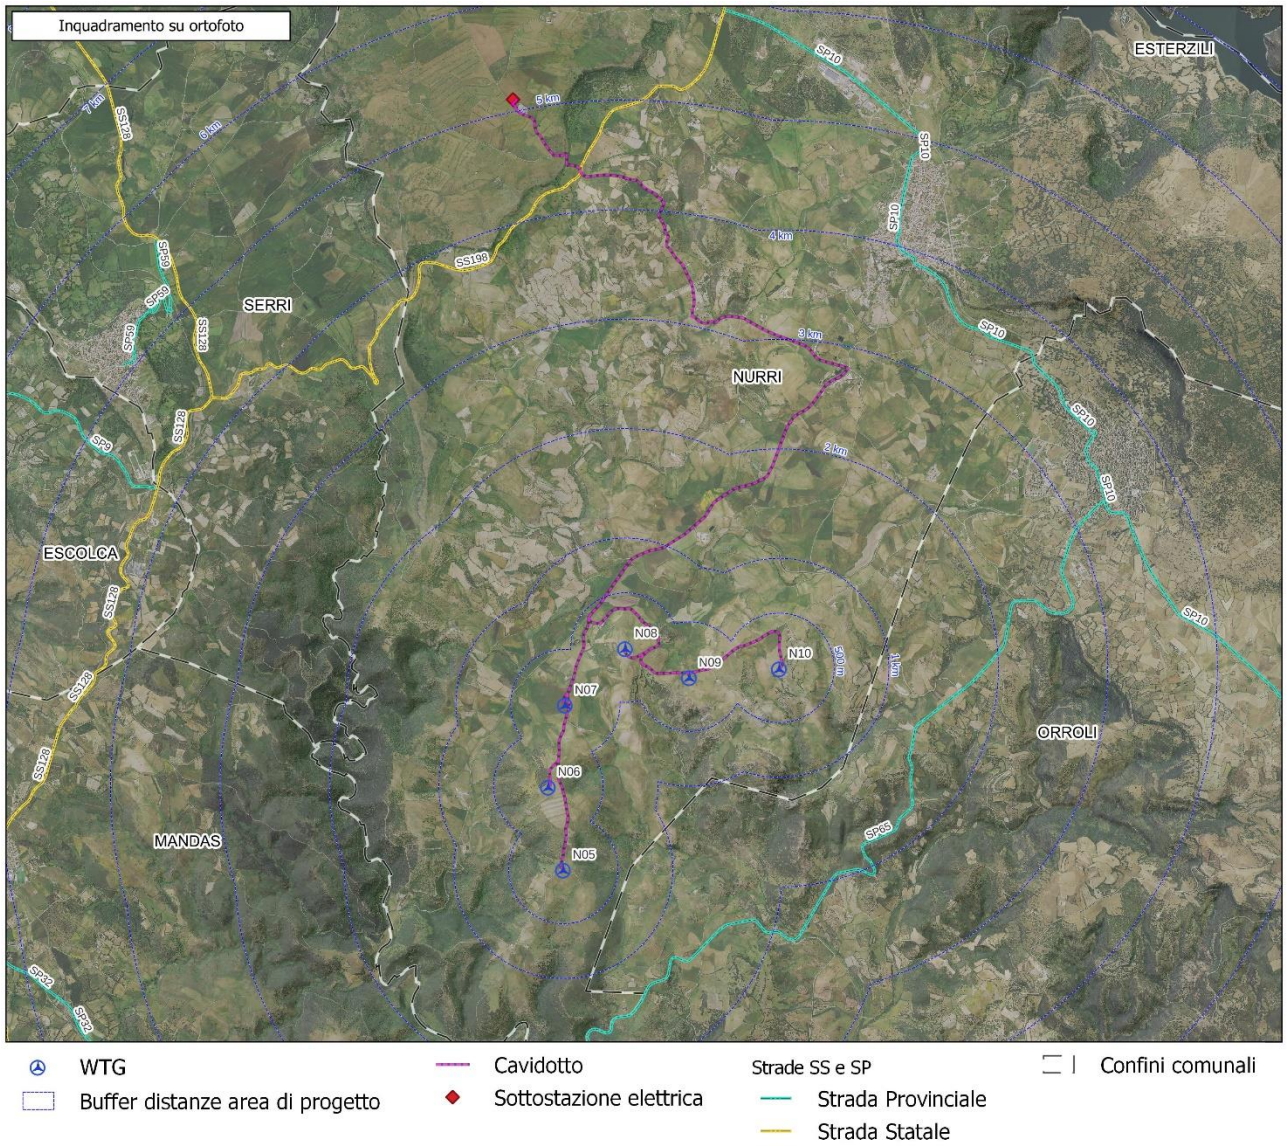 Inquadramento su ortofoto
ESTERZILI
SP10
5 km
7 km
SS128
6 km
SP10
SP10
4 km
SP59
SS198
SP59
SERRI
SP59
SS128
3 km
SP10
NURRI
SP10
SS128
SP9
2 km
SP10
ESCOLCA
SS128
SP10
N08
N10
N09
500 m
1 km
SS128
N07
ORROLI
SS128
N06
SP65
MANDAS
N05
SP32
SP32
WTG
Buffer distanze area di progetto
Cavidotto
Sottostazione elettrica
Strade SS e SP
Strada Provinciale
Strada Statale
Confini comunali